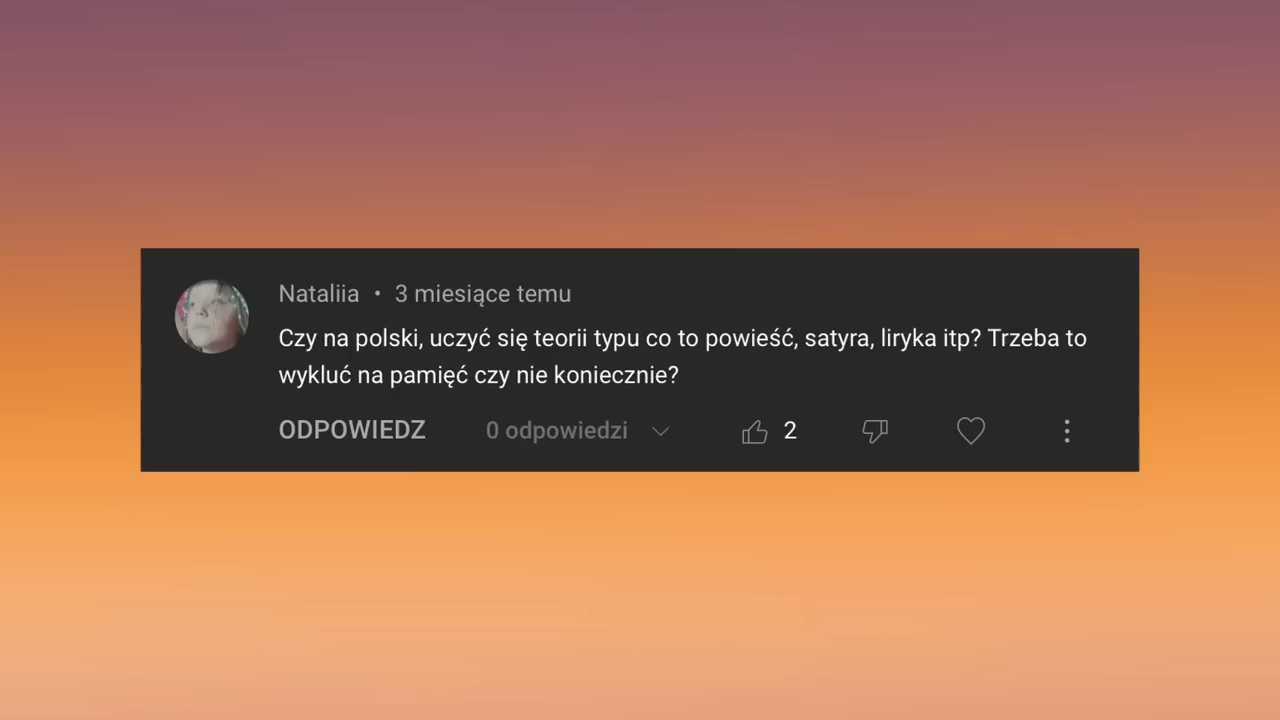 Nataliia • 3 miesiące temu
Czy na polski, uczyć się teorii typu co to powieść, satyra, liryka itp? Trzeba to
wykluć na pamięć czy nie koniecznie?
ODPOWIEDZ 0 odpowiedzi 2